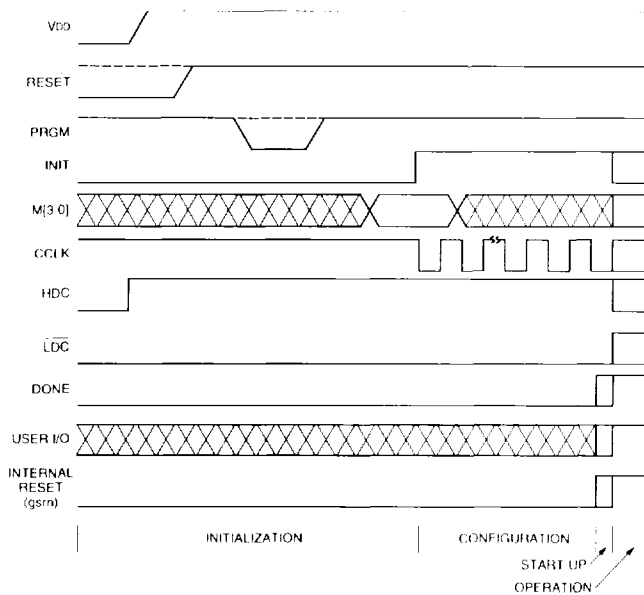 VDD
RESET
PRGM
INIT
M[3:0]
CCLK
HDC
LDC
DONE
USER I/O
INTERNAL
RESET
(gsrn)
INITIALIZATION
CONFIGURATION
START UP
OPERATION